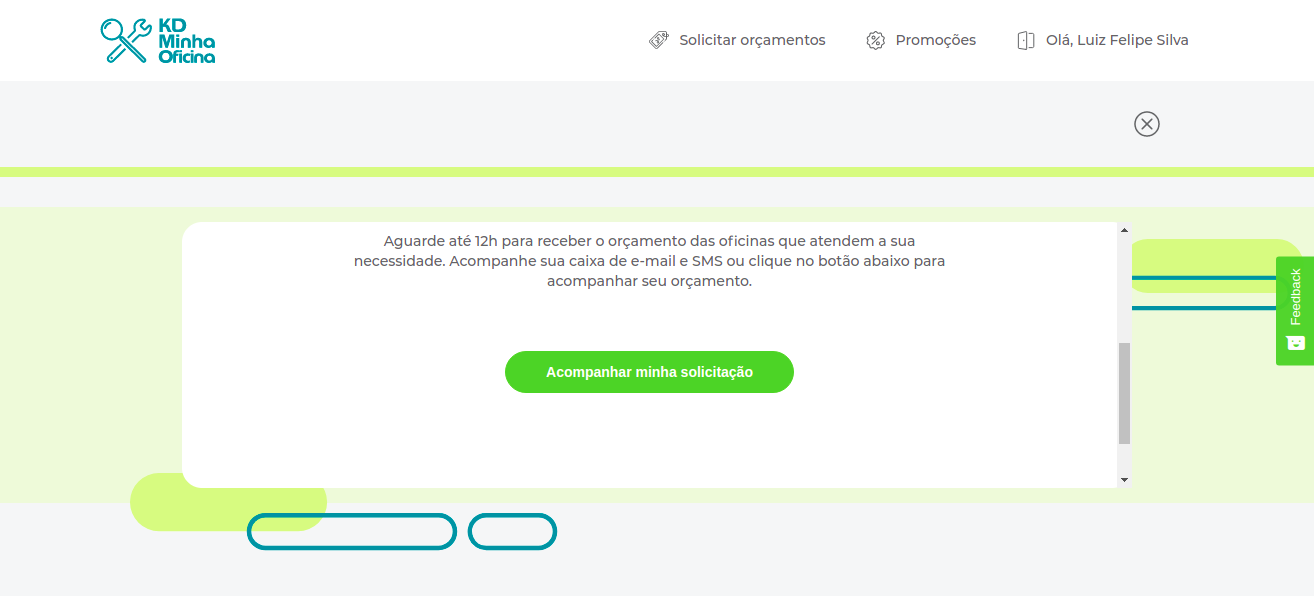 KD
Minha
Oficina
Solicitar orçamentos
Promoções
Olá, Luiz Felipe Silva
Aguarde até 12h para receber o orçamento das oficinas que atendem a sua
necessidade. Acompanhe sua caixa de e-mail e SMS ou clique no botão abaixo para
acompanhar seu orçamento.
Acompanhar minha solicitação
Feedback